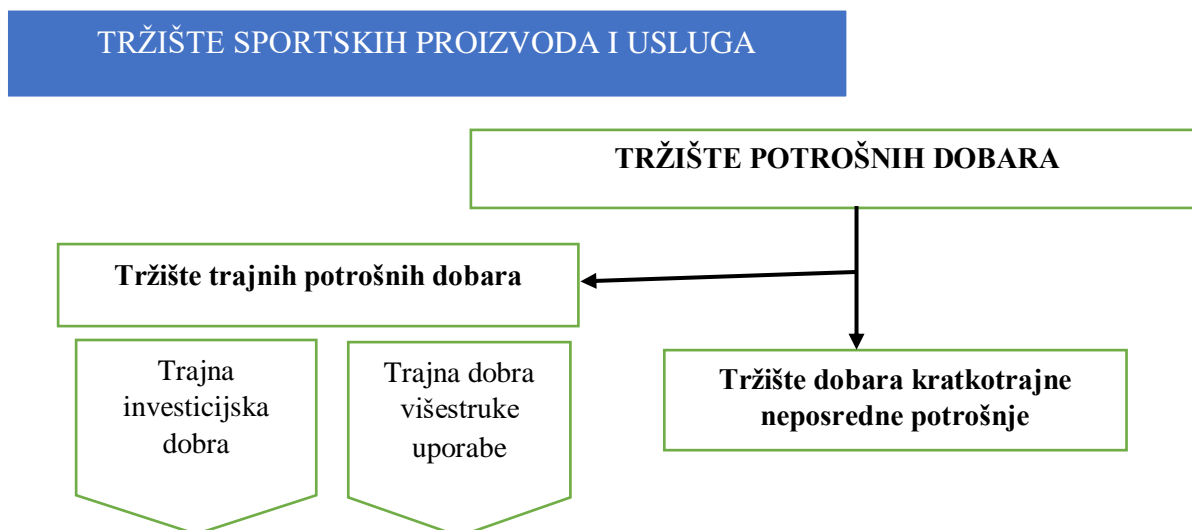 TRŽIŠTE SPORTSKIH PROIZVODA I USLUGA
TRŽIŠTE POTROŠNIH DOBARA
Tržište trajnih potrošnih dobara
Trajna
investicijska
dobra
Trajna dobra
višestruke
uporabe
Tržište dobara kratkotrajne
neposredne potrošnje